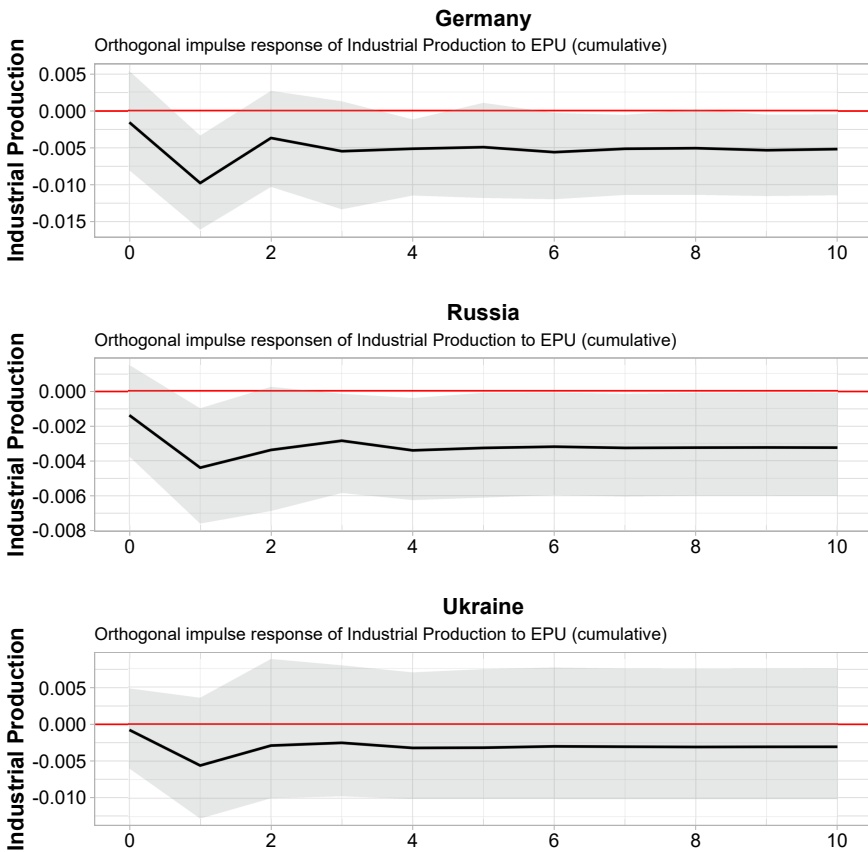 Germany
Orthogonal impulse response of Industrial Production to EPU (cumulative)
Industrial Production
0.005
0.000
-0.005
-0.010
-0.015
0 2 4 6 8 10
Russia
Orthogonal impulse responsen of Industrial Production to EPU (cumulative)
Industrial Production
0.000
-0.002
-0.004
-0.006
-0.008
0 2 4 6 8 10
Ukraine
Orthogonal impulse response of Industrial Production to EPU (cumulative)
Industrial Production
0.005
0.000
-0.005
-0.010
0 2 4 6 8 10